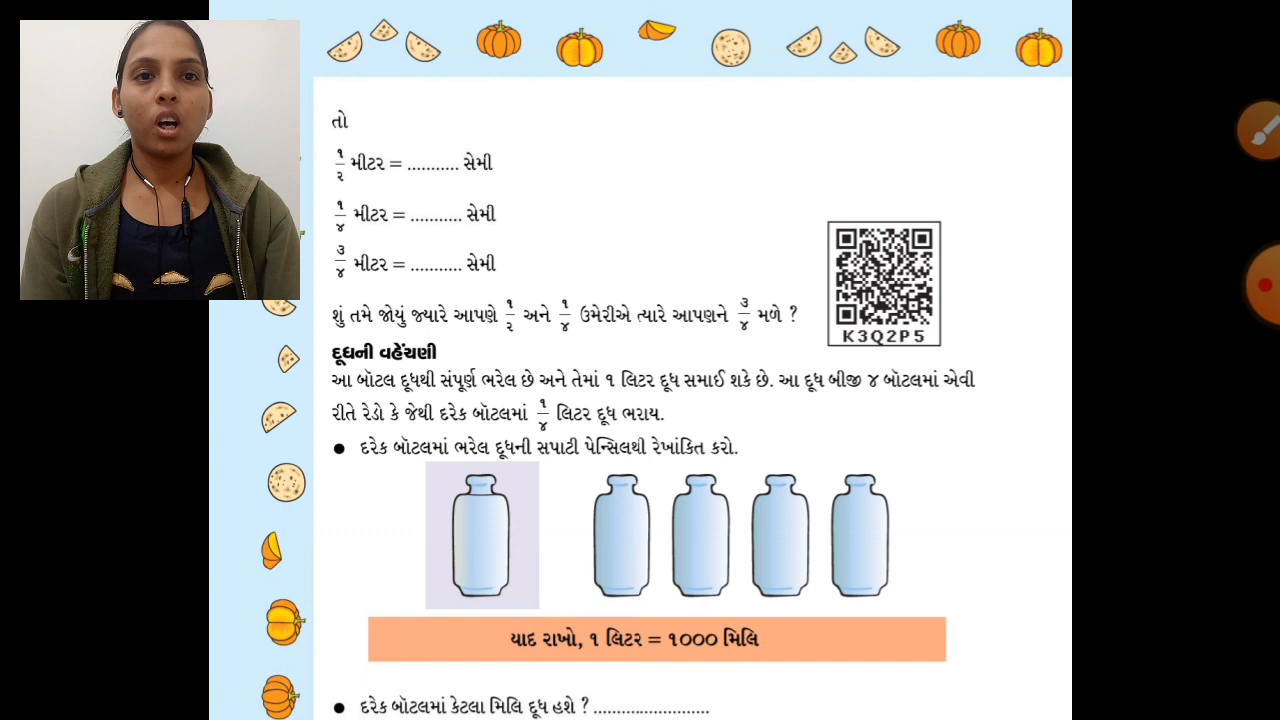 તો
૧/૨ મીટર = ........... સેમી
૧/૪ મીટર = ........... સેમી
૩/૪ મીટર = ........... સેમી
શું તમે જોયું જ્યારે આપણે ૧/૨ અને ૧/૪ ઉમેરીએ ત્યારે આપણને ૩/૪ મળે ?
K3Q2P5
દૂધની વહેંચણી
આ બૉટલ દૂધથી સંપૂર્ણ ભરેલ છે અને તેમાં ૧ લિટર દૂધ સમાઈ શકે છે. આ દૂધ બીજી ૪ બૉટલમાં એવી
રીતે રેડો કે જેથી દરેક બૉટલમાં ૧/૪ લિટર દૂધ ભરાય.
● દરેક બૉટલમાં ભરેલ દૂધની સપાટી પેન્સિલથી રેખાંકિત કરો.
યાદ રાખો, ૧ લિટર = ૧૦૦૦ મિલિ
● દરેક બૉટલમાં કેટલા મિલિ દૂધ હશે ? ........................